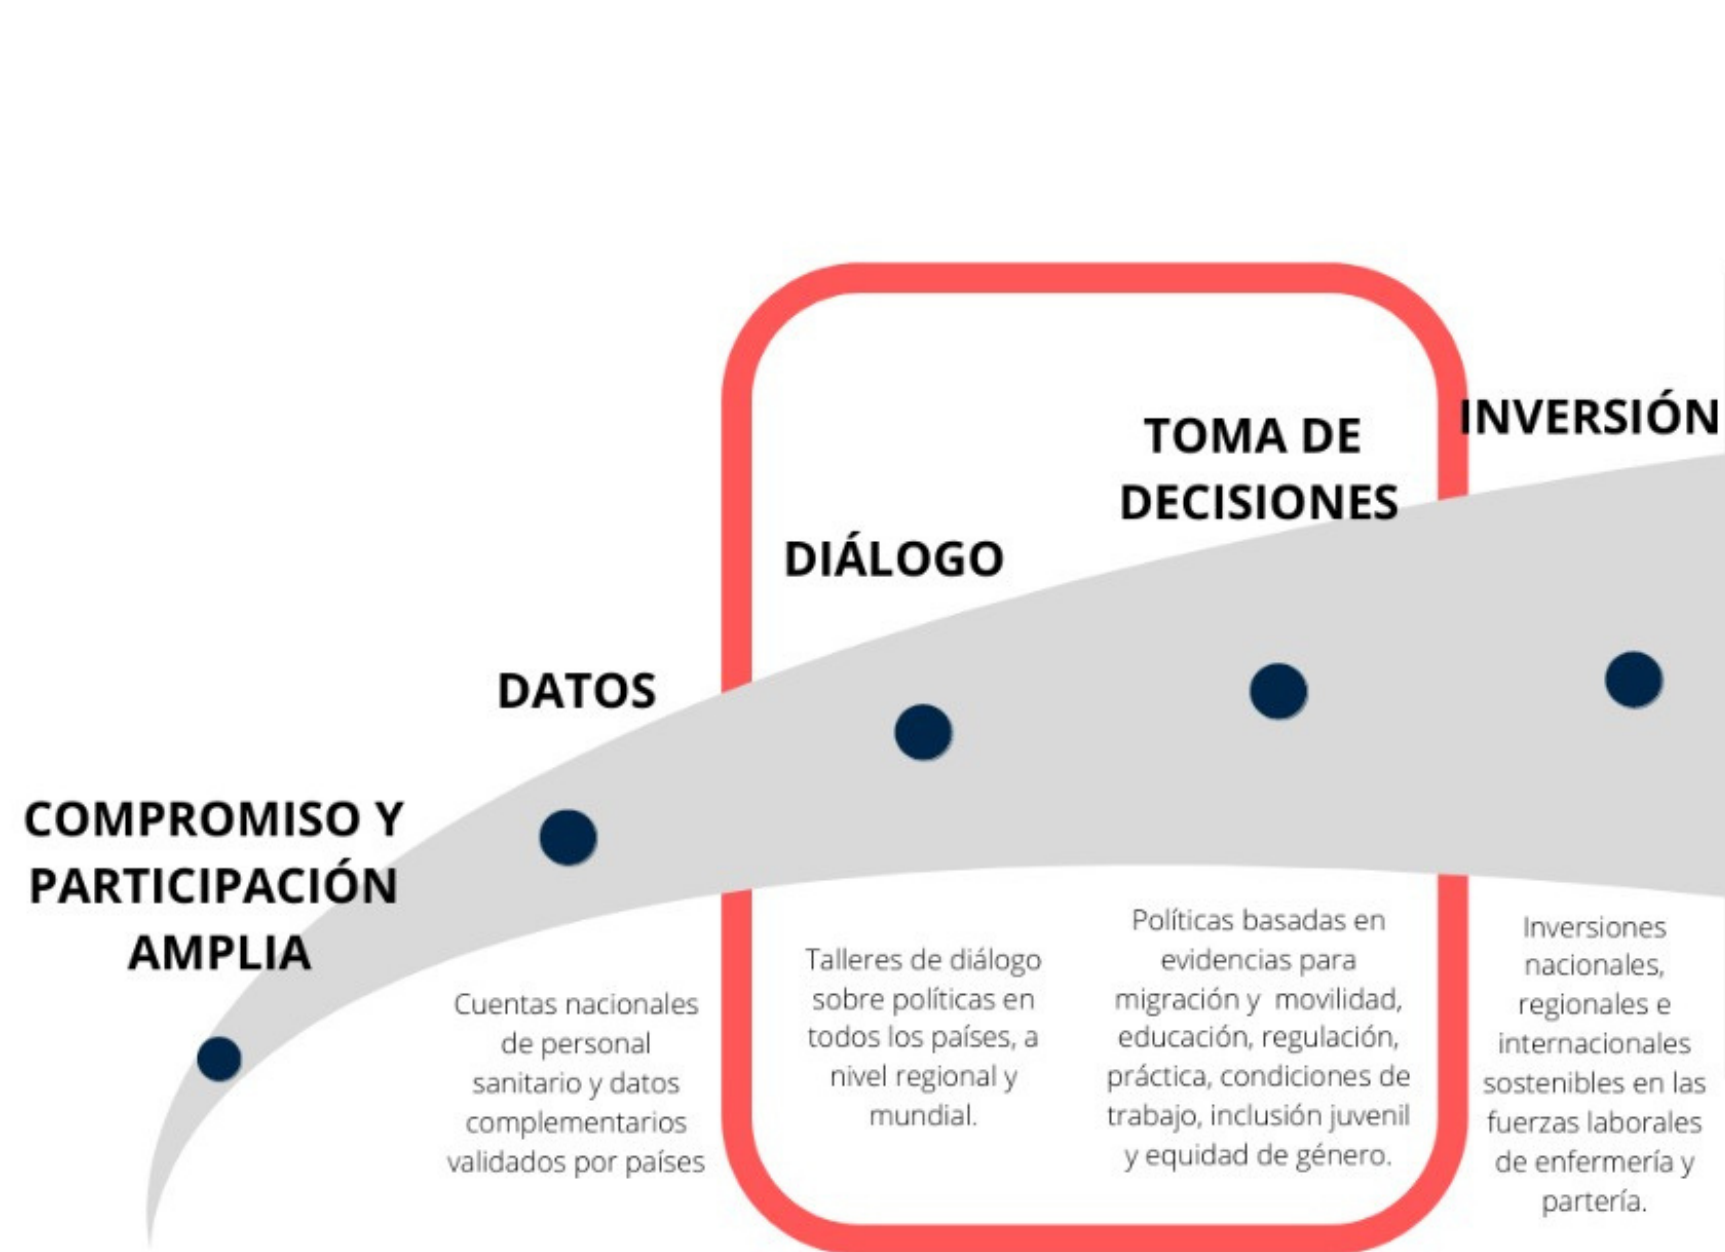 COMPROMISO Y
PARTICIPACIÓN
AMPLIA
DATOS
Cuentas nacionales
de personal
sanitario y datos
complementarios
validados por países
DIÁLOGO
Talleres de diálogo
sobre políticas en
todos los países, a
nivel regional y
mundial.
TOMA DE
DECISIONES
Políticas basadas en
evidencias para
migración y movilidad,
educación, regulación,
práctica, condiciones de
trabajo, inclusión juvenil
y equidad de género.
INVERSIÓN
Inversiones
nacionales,
regionales e
internacionales
sostenibles en las
fuerzas laborales
de enfermería y
partería.